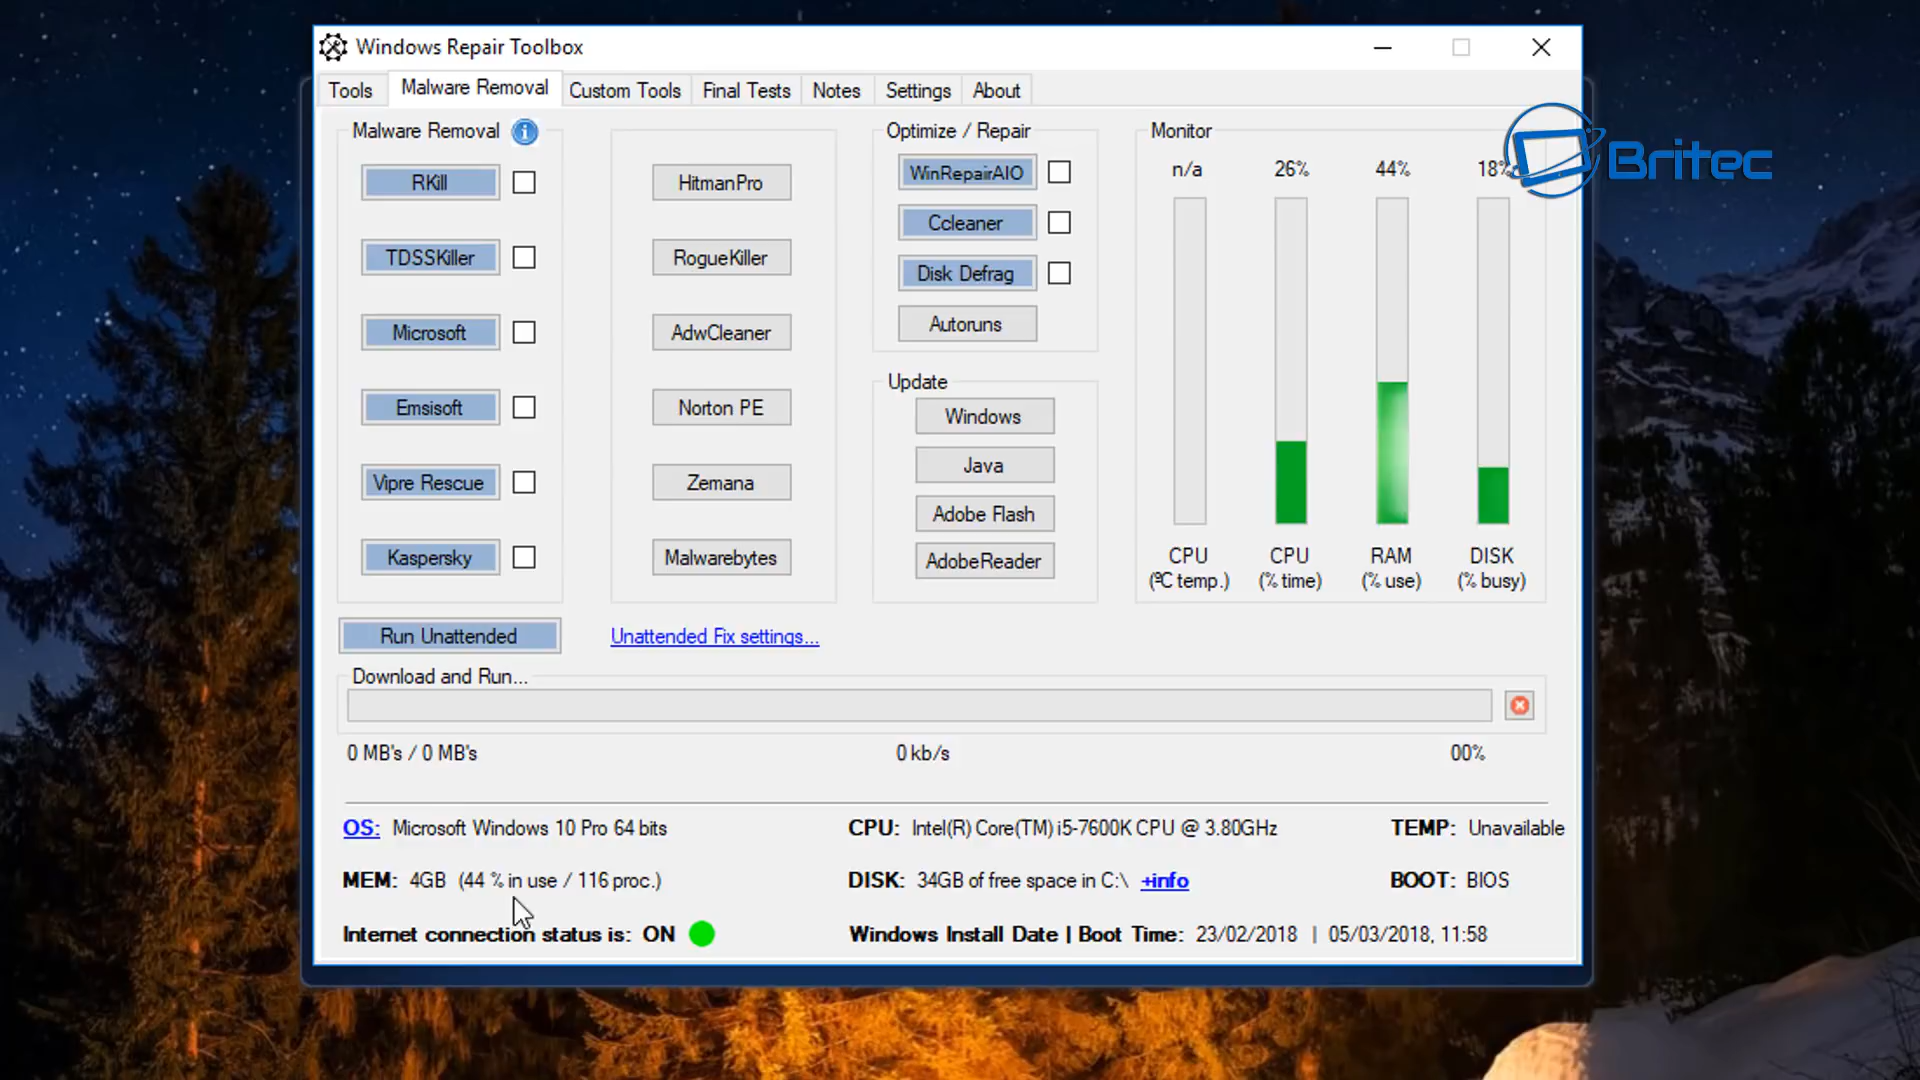 Windows Repair Toolbox
Tools
Malware Removal
Custom Tools
Final Tests
Notes
Settings
About
Malware Removal
RKill
TDSSKiller
Microsoft
Emsisoft
Vipre Rescue
Kaspersky
HitmanPro
RogueKiller
AdwCleaner
Norton PE
Zemana
Malwarebytes
Optimize / Repair
WinRepairAIO
Ccleaner
Disk Defrag
Autoruns
Update
Windows
Java
Adobe Flash
AdobeReader
Monitor
n/a
26%
44%
18%
CPU
(ºC temp.)
CPU
(% time)
RAM
(% use)
DISK
(% busy)
Britec
Run Unattended
Unattended Fix settings...
Download and Run...
0 MB's / 0 MB's
0 kb/s
00%
OS: Microsoft Windows 10 Pro 64 bits
CPU: Intel(R) Core(TM) i5-7600K CPU @ 3.80GHz
TEMP: Unavailable
MEM: 4GB (44 % in use / 116 proc.)
DISK: 34GB of free space in C:\ +info
BOOT: BIOS
Internet connection status is: ON
Windows Install Date | Boot Time: 23/02/2018 | 05/03/2018, 11:58